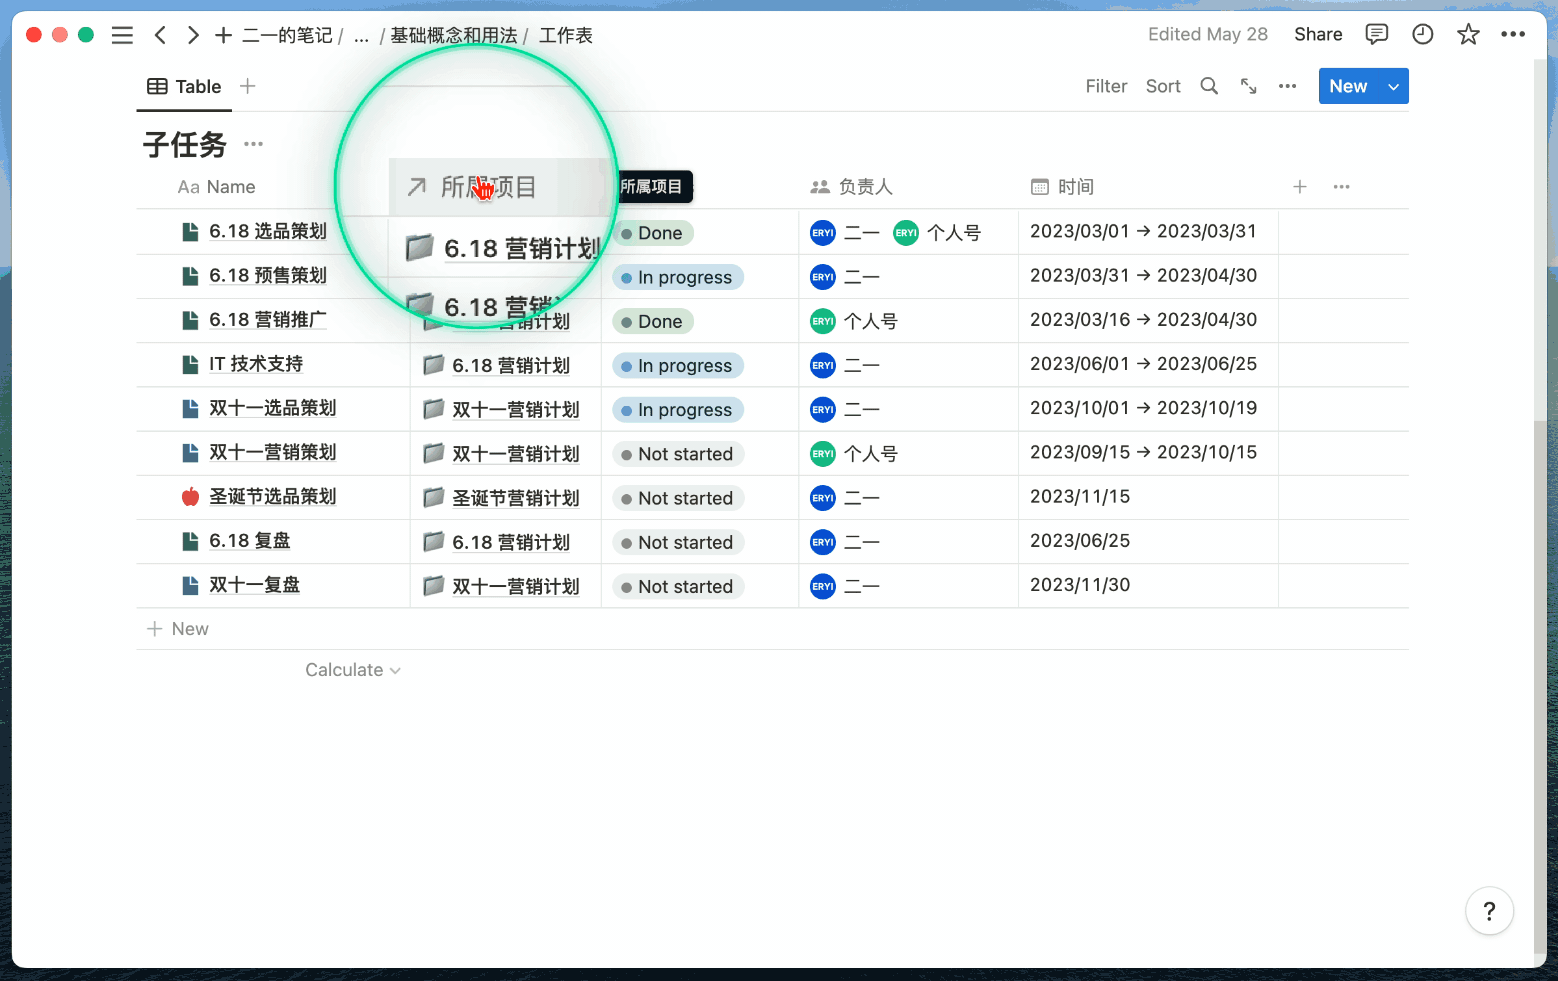 二一的笔记 / ... / 基础概念和用法 / 工作表 Edited May 28 Share
Table Filter Sort New
子任务
Aa Name 所属项目 所属项目 负责人 时间
6.18 选品策划 6.18 营销计划 Done ERYI 二一 ERYI 个人号 2023/03/01 → 2023/03/31
6.18 预售策划 6.18 营销 In progress ERYI 二一 2023/03/31 → 2023/04/30
6.18 营销推广 营销计划 Done ERYI 个人号 2023/03/16 → 2023/04/30
IT 技术支持 6.18 营销计划 In progress ERYI 二一 2023/06/01 → 2023/06/25
双十一选品策划 双十一营销计划 In progress ERYI 二一 2023/10/01 → 2023/10/19
双十一营销策划 双十一营销计划 Not started ERYI 个人号 2023/09/15 → 2023/10/15
圣诞节选品策划 圣诞节营销计划 Not started ERYI 二一 2023/11/15
6.18 复盘 6.18 营销计划 Not started ERYI 二一 2023/06/25
双十一复盘 双十一营销计划 Not started ERYI 二一 2023/11/30
New
Calculate
?